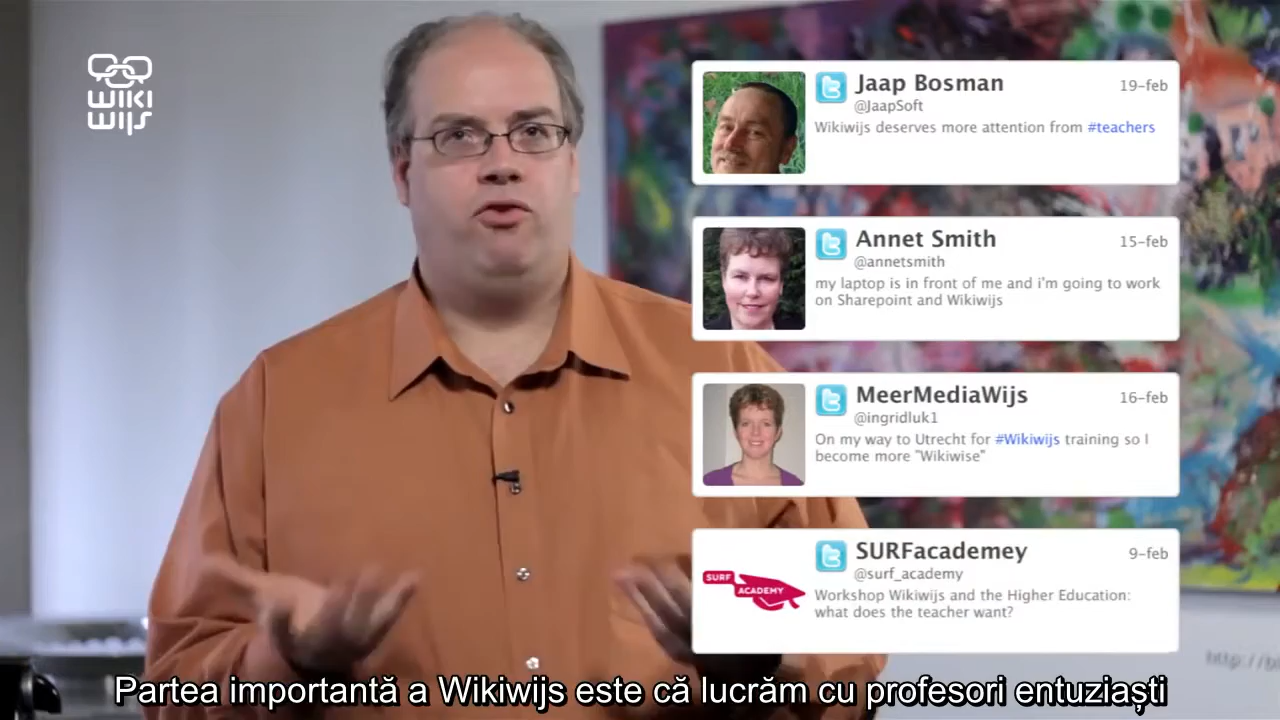 WIKI
WIJS
Jaap Bosman
19-feb
@JaapSoft
Wikiwijs deserves more attention from #teachers
Annet Smith
15-feb
@annetsmith
my laptop is in front of me and i'm going to work
on Sharepoint and Wikiwijs
MeerMediaWijs
16-feb
@ingridluk1
On my way to Utrecht for #Wikiwijs training so I
become more "Wikiwise"
SURFacademey
9-feb
@surf_academy
SURF
ACADEMY
Workshop Wikiwijs and the Higher Education:
what does the teacher want?
http://b
Partea importantă a Wikiwijs este că lucrăm cu profesori entuziaști